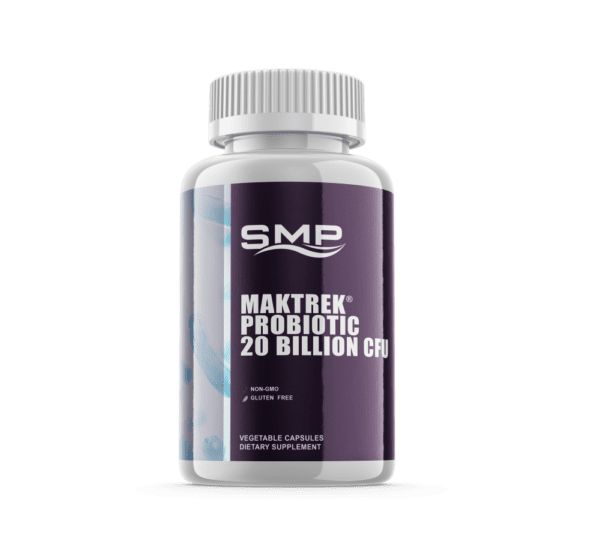 SMP
MAKTREK®
PROBIOTIC
20 BILLION CFU
NON-GMO
GLUTEN FREE
VEGETABLE CAPSULES
DIETARY SUPPLEMENT